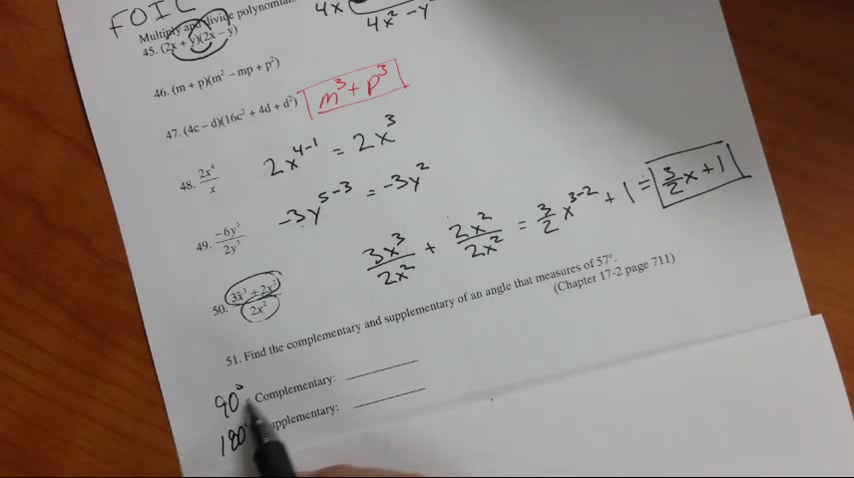 FOIL
4x
4x² - y
Multiply and divide polynomial
45. (2x + y)(2x - y)
46. (m + p)(m² - mp + p²)
m³ + p³
47. (4c - d)(16c² + 4d + d²)
48. 2x⁴/x
2x⁴⁻¹ = 2x³
49. -6y⁵/2y³
-3y⁵⁻³ = -3y²
50. 3x³ + 2x²/2x²
3x³/2x² + 2x²/2x² = 3/2 x³⁻² + 1 = 3/2 x + 1
51. Find the complementary and supplementary of an angle that measures of 57°.
(Chapter 17-2 page 711)
90° Complementary:
180° upplementary: